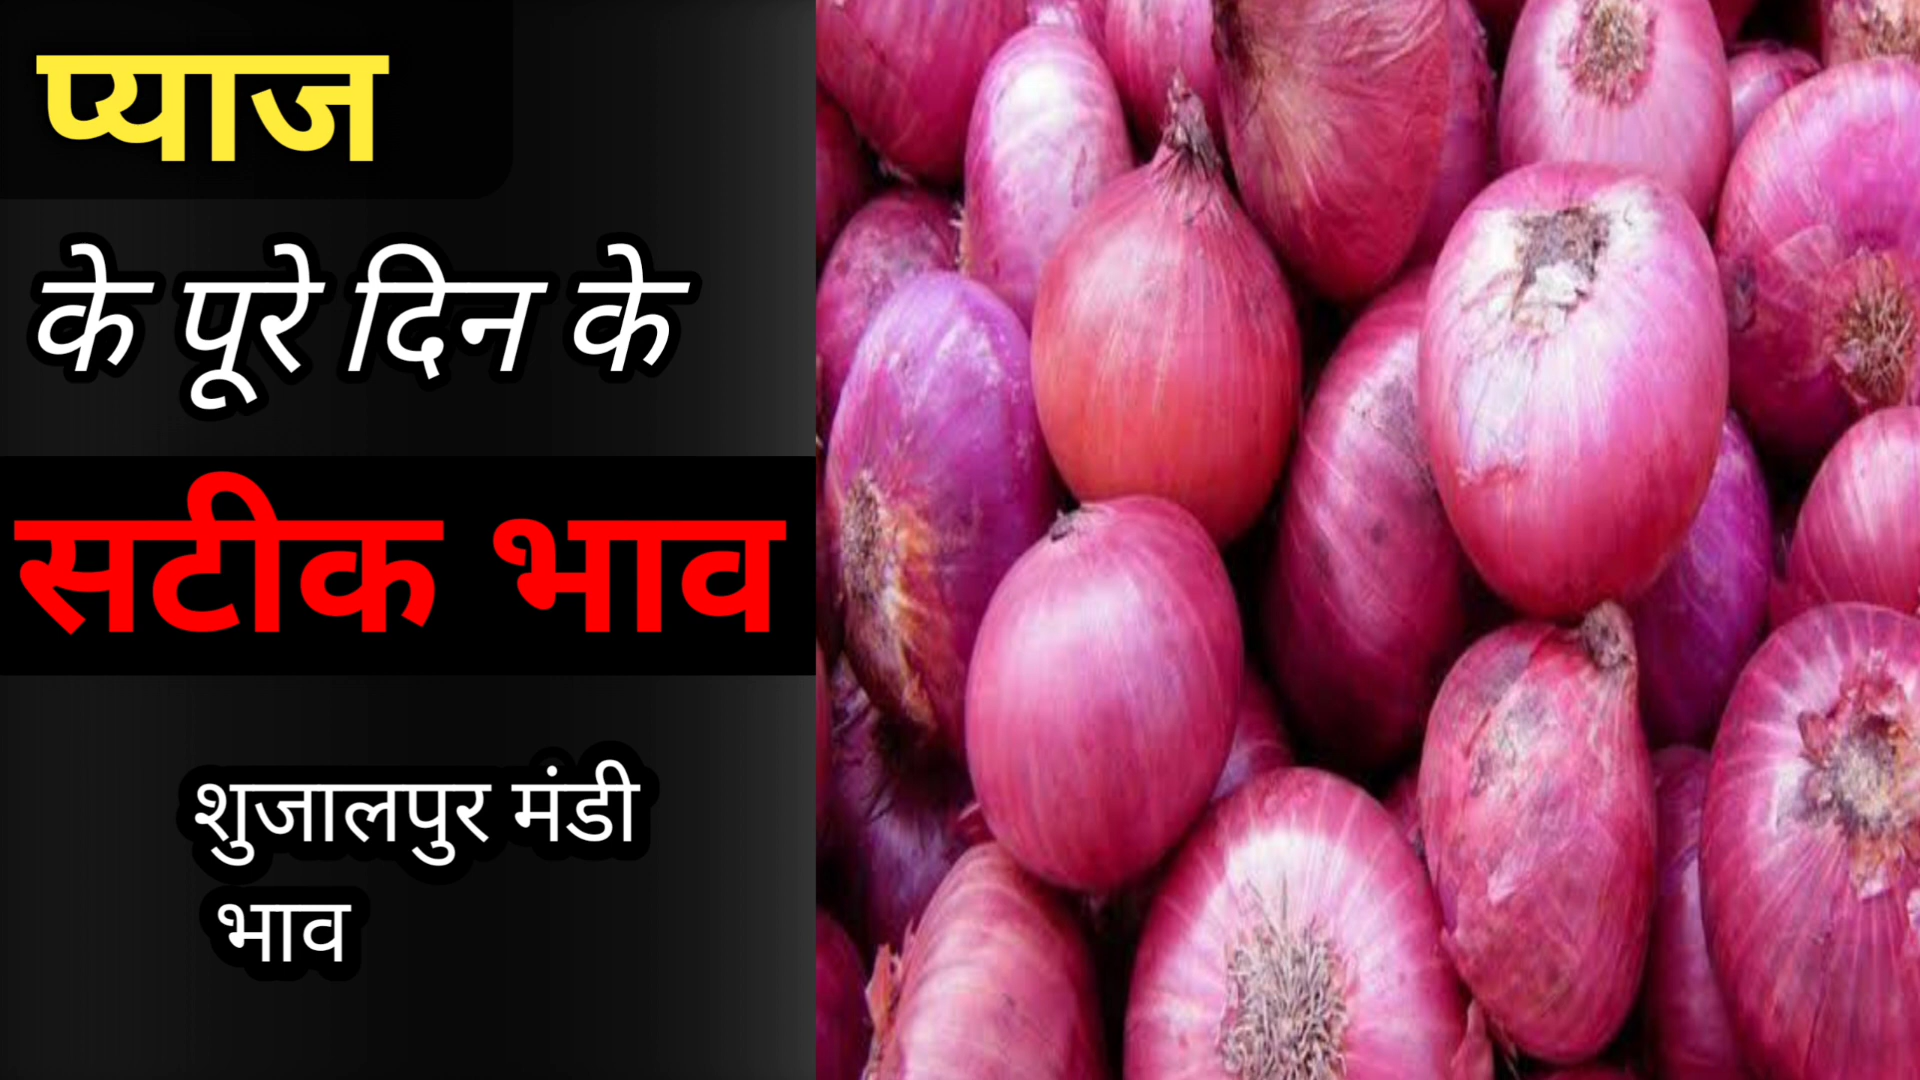 प्याज
के पूरे दिन के
सटीक भाव
शुजालपुर मंडी
भाव